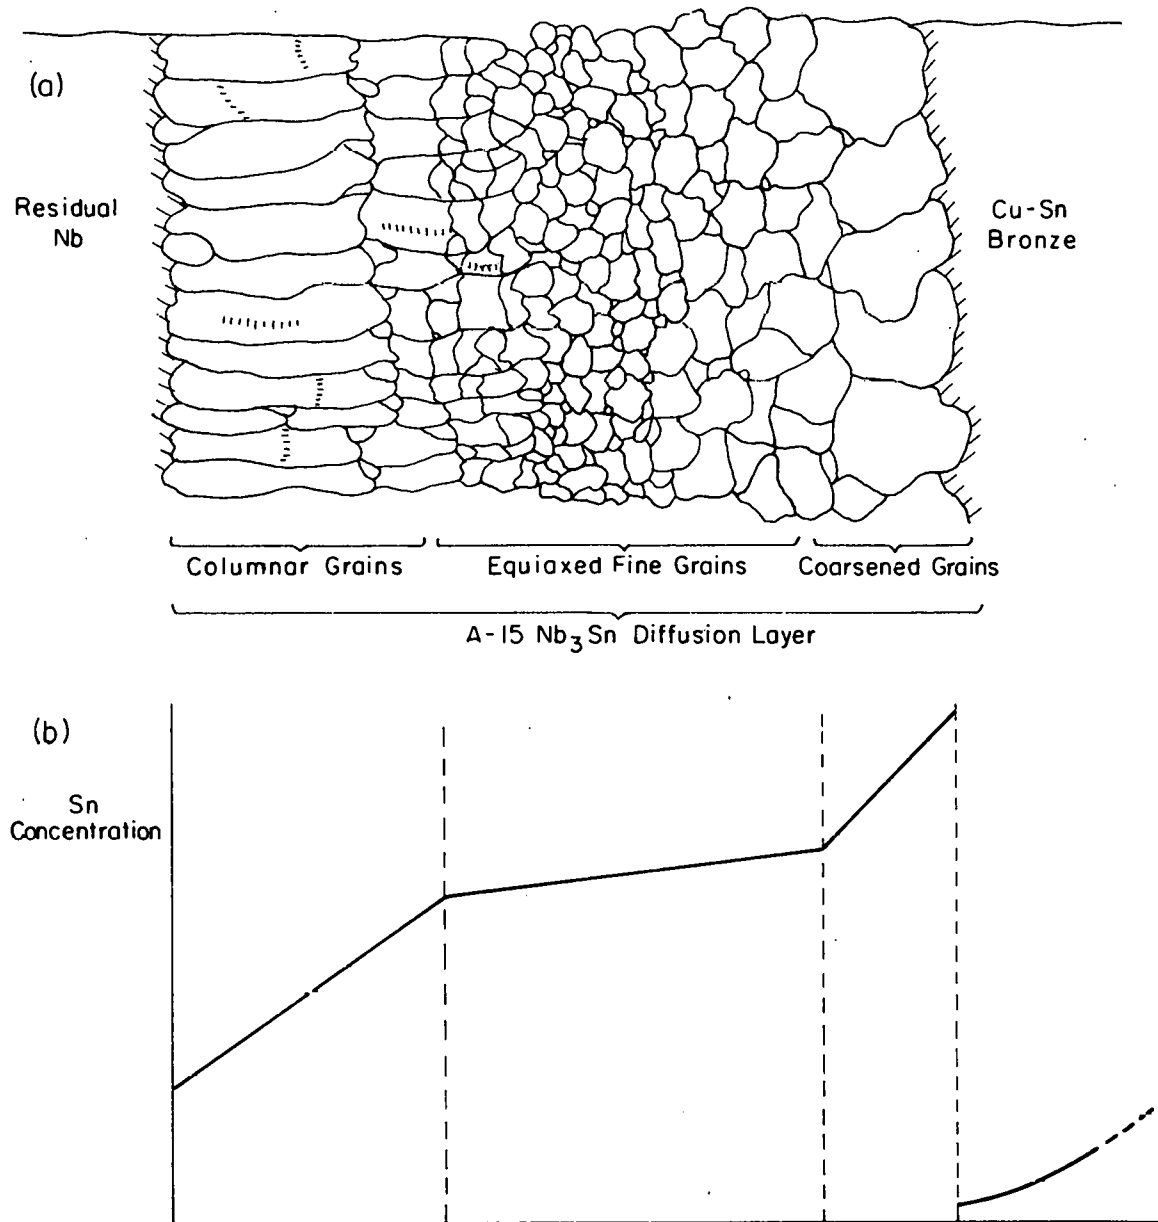 (a)
Residual
Nb
Cu-Sn
Bronze
Columnar Grains
Equiaxed Fine Grains
Coarsened Grains
A-15 Nb3Sn Diffusion Layer
(b)
Sn
Concentration